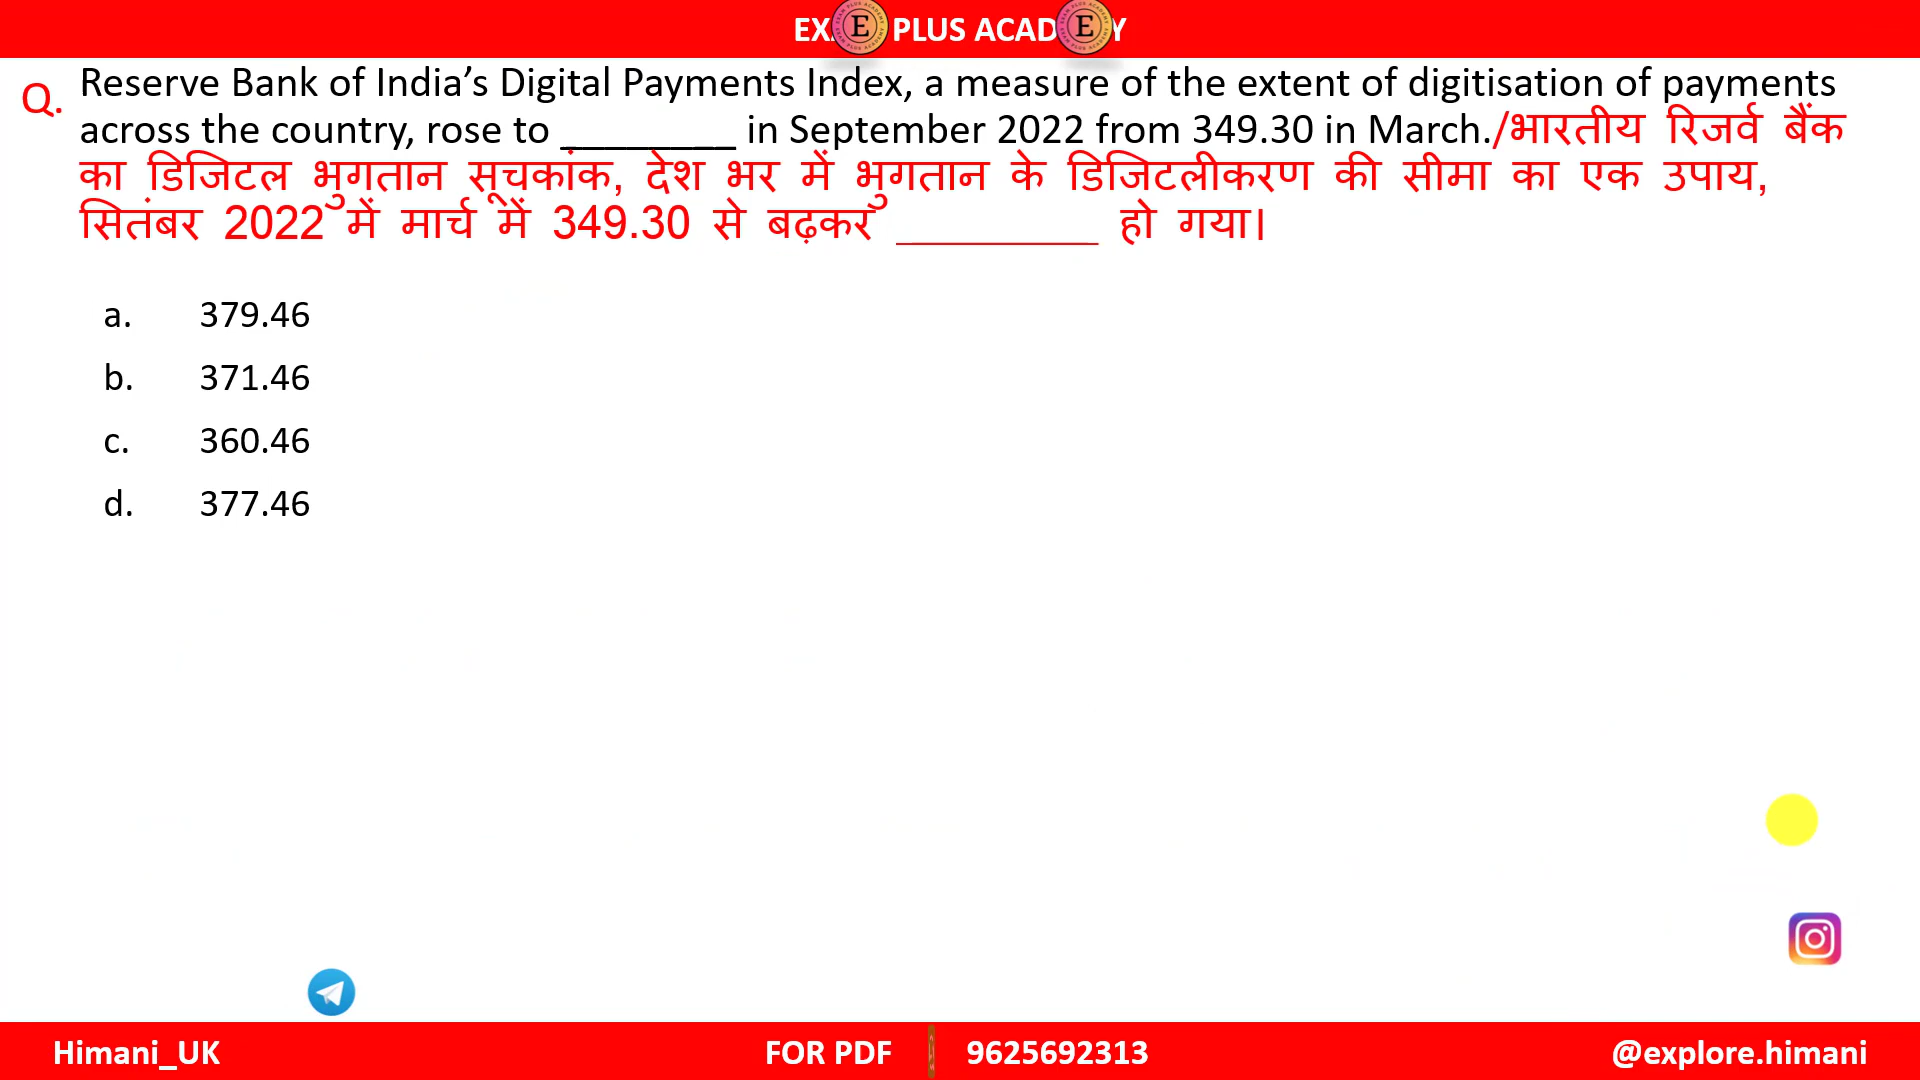 PLUS ACAD
Q. Reserve Bank of India’s Digital Payments Index, a measure of the extent of digitisation of payments
across the country, rose to ________ in September 2022 from 349.30 in March./भारतीय रिजर्व बैंक
का डिजिटल भुगतान सूचकांक, देश भर में भुगतान के डिजिटलीकरण की सीमा का एक उपाय,
सितंबर 2022 में मार्च में 349.30 से बढ़कर ________ हो गया।
a. 379.46
b. 371.46
c. 360.46
d. 377.46
Himani_UK FOR PDF 9625692313 @explore.himani